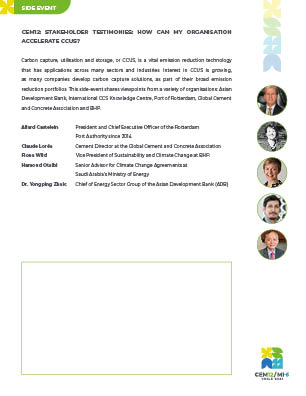 SIDE EVENT
CEM12: STAKEHOLDER TESTIMONIES: HOW CAN MY ORGANISATION
ACCELERATE CCUS?
Carbon capture, utilisation and storage, or CCUS, is a vital emission reduction technology
that has applications across many sectors and industries. Interest in CCUS is growing,
as many companies develop carbon capture solutions, as part of their broad emission
reduction portfolios. This side-event shares viewpoints from a variety of organisations: Asian
Development Bank, International CCS Knowledge Centre, Port of Rotterdam, Global Cement
and Concrete Association and BHP.
Allard Castelein President and Chief Executive Officer of the Rotterdam
Port Authority since 2014
Claude Loréa Cement Director at the Global Cement and Concrete Association
Fiona Wild Vice President of Sustainability and Climate Change at BHP.
Hamood Otaibi Senior Advisor for Climate Change Agreements at
Saudi Arabia's Ministry of Energy
Dr. Yongping Zhai: Chief of Energy Sector Group of the Asian Development Bank (ADB)
CEM12/MI-6
CHILE 2021